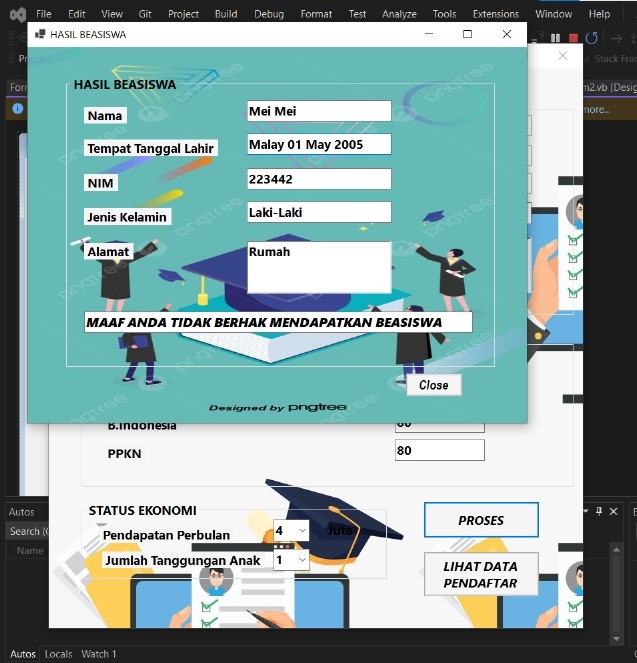 File Edit View Git Project Build Debug Format Test Analyze Tools Extensions Window Help
HASIL BEASISWA
Stack Fram
m2.vb [Desig
more...
HASIL BEASISWA
Nama Mei Mei
Tempat Tanggal Lahir Malay 01 May 2005
NIM 223442
Jenis Kelamin Laki-Laki
Alamat Rumah
MAAF ANDA TIDAK BERHAK MENDAPATKAN BEASISWA
Close
Designed by pngtree
B.Indonesia
PPKN 80
STATUS EKONOMI
Pendapatan Perbulan 4 Juta
Jumlah Tanggungan Anak 1
PROSES
LIHAT DATA
PENDAFTAR
Autos
Search (C
Name
Autos Locals Watch 1